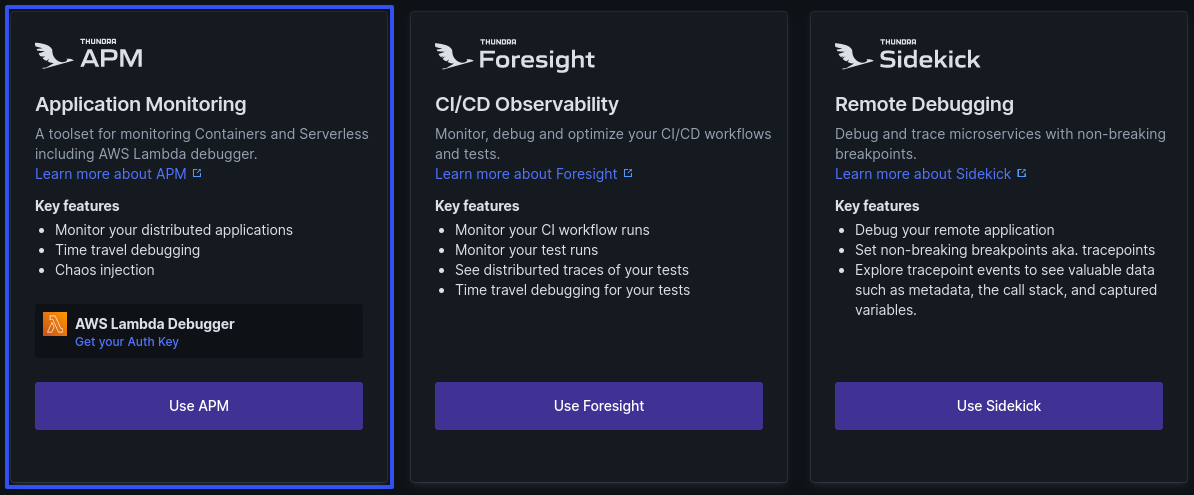 THUNDRA
APM
Application Monitoring
A toolset for monitoring Containers and Serverless
including AWS Lambda debugger.
Learn more about APM
Key features
• Monitor your distributed applications
• Time travel debugging
• Chaos injection
AWS Lambda Debugger
Get your Auth Key
Use APM
THUNDRA
Foresight
CI/CD Observability
Monitor, debug and optimize your CI/CD workflows
and tests.
Learn more about Foresight
Key features
• Monitor your CI workflow runs
• Monitor your test runs
• See distriburted traces of your tests
• Time travel debugging for your tests
Use Foresight
THUNDRA
Sidekick
Remote Debugging
Debug and trace microservices with non-breaking
breakpoints.
Learn more about Sidekick
Key features
• Debug your remote application
• Set non-breaking breakpoints aka. tracepoints
• Explore tracepoint events to see valuable data
such as metadata, the call stack, and captured
variables.
Use Sidekick